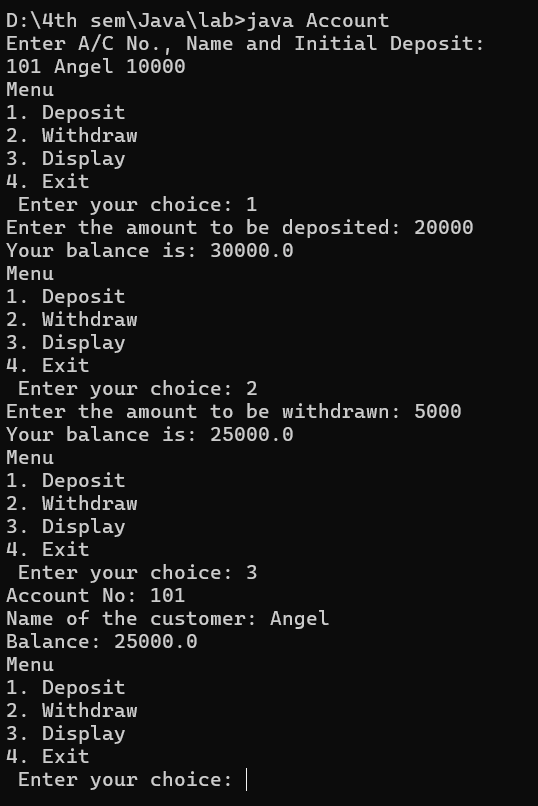 D:\4th sem\Java\lab>java Account
Enter A/C No., Name and Initial Deposit:
101 Angel 10000
Menu
1. Deposit
2. Withdraw
3. Display
4. Exit
 Enter your choice: 1
Enter the amount to be deposited: 20000
Your balance is: 30000.0
Menu
1. Deposit
2. Withdraw
3. Display
4. Exit
 Enter your choice: 2
Enter the amount to be withdrawn: 5000
Your balance is: 25000.0
Menu
1. Deposit
2. Withdraw
3. Display
4. Exit
 Enter your choice: 3
Account No: 101
Name of the customer: Angel
Balance: 25000.0
Menu
1. Deposit
2. Withdraw
3. Display
4. Exit
 Enter your choice: